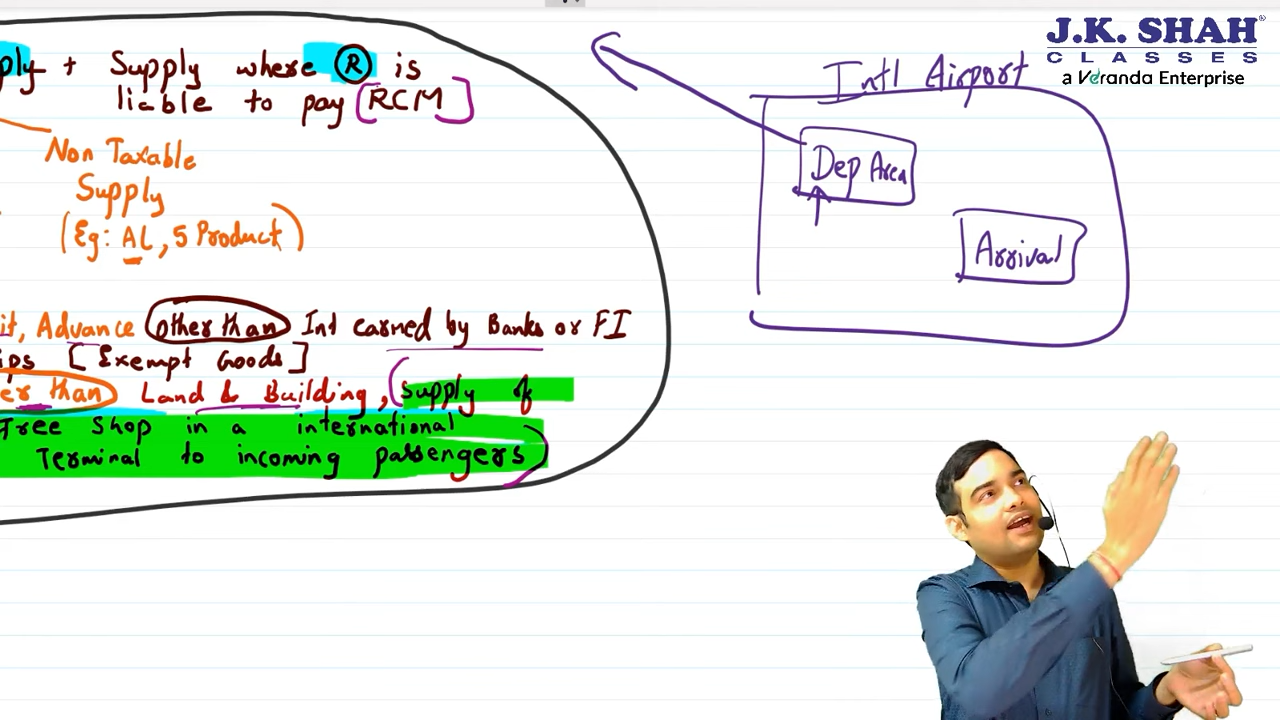 ply + Supply where R is
liable to pay [RCM]
Non Taxable
Supply
(Eg: AL, 5 Product)
it, Advance other than Int earned by Banks or FI
ips [Exempt Goods]
er than Land & Building, (Supply of
Free Shop in a international
Terminal to incoming passengers)
Int'l Airport
Dep Area
Arrival
J.K. SHAH®
CLASSES
a Veranda Enterprise